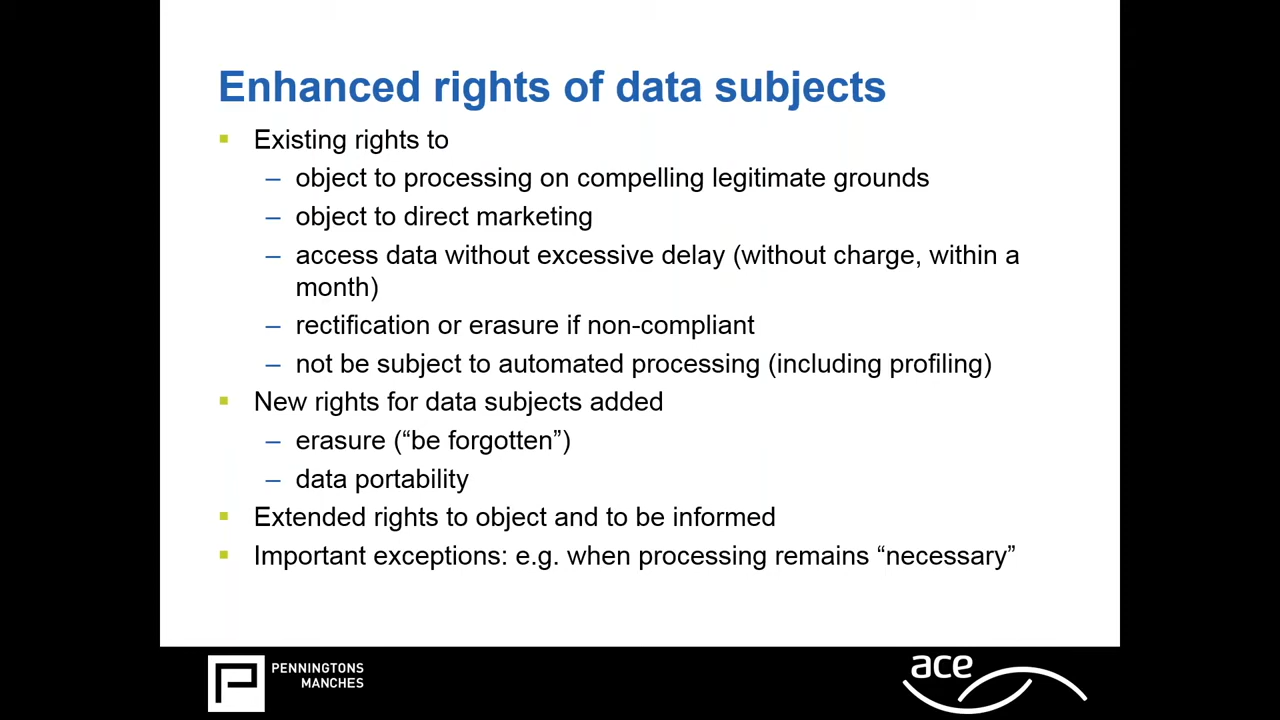 Enhanced rights of data subjects
▪ Existing rights to
– object to processing on compelling legitimate grounds
– object to direct marketing
– access data without excessive delay (without charge, within a
month)
– rectification or erasure if non-compliant
– not be subject to automated processing (including profiling)
▪ New rights for data subjects added
– erasure (“be forgotten”)
– data portability
▪ Extended rights to object and to be informed
▪ Important exceptions: e.g. when processing remains “necessary”
PENNINGTONS
MANCHES
ace